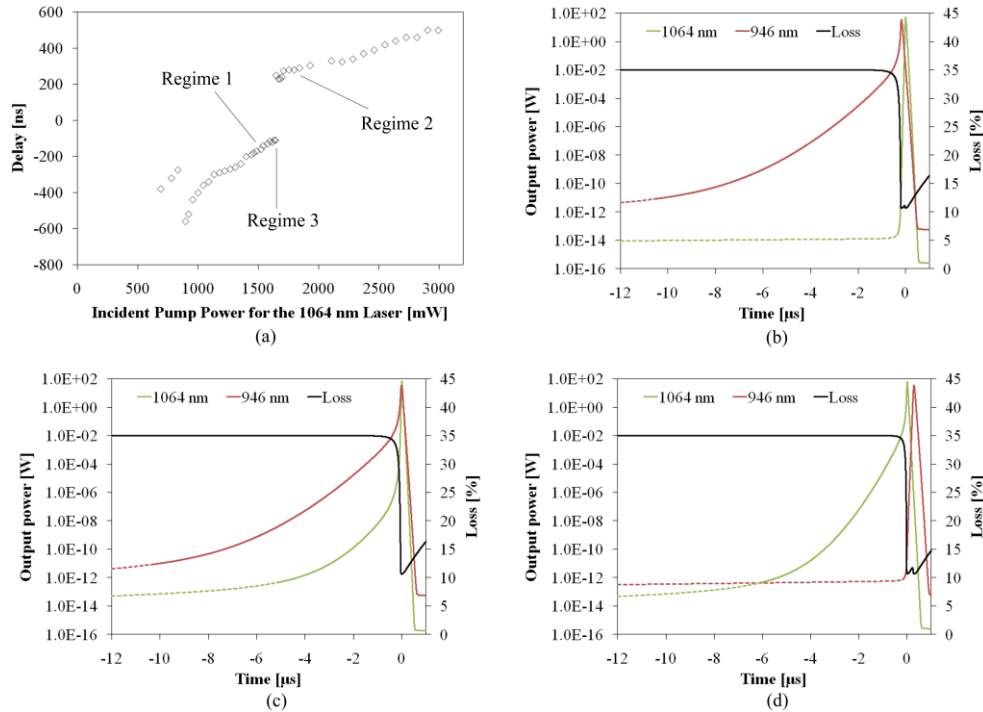 600
400
200
0
-200
-400
-600
-800
Delay [ns]
Regime 1
Regime 2
Regime 3
0 500 1000 1500 2000 2500 3000
Incident Pump Power for the 1064 nm Laser [mW]
(a)
1064 nm 946 nm Loss
1.0E+02
1.0E+00
1.0E-02
1.0E-04
1.0E-06
1.0E-08
1.0E-10
1.0E-12
1.0E-14
1.0E-16
Output power [W]
45
40
35
30
25
20
15
10
5
0
Loss [%]
-12 -10 -8 -6 -4 -2 0
Time [µs]
(b)
1064 nm 946 nm Loss
1.0E+02
1.0E+00
1.0E-02
1.0E-04
1.0E-06
1.0E-08
1.0E-10
1.0E-12
1.0E-14
1.0E-16
Output power [W]
45
40
35
30
25
20
15
10
5
0
Loss [%]
-12 -10 -8 -6 -4 -2 0
Time [µs]
(c)
1064 nm 946 nm Loss
1.0E+02
1.0E+00
1.0E-02
1.0E-04
1.0E-06
1.0E-08
1.0E-10
1.0E-12
1.0E-14
1.0E-16
Output power [W]
45
40
35
30
25
20
15
10
5
0
Loss [%]
-12 -10 -8 -6 -4 -2 0
Time [µs]
(d)